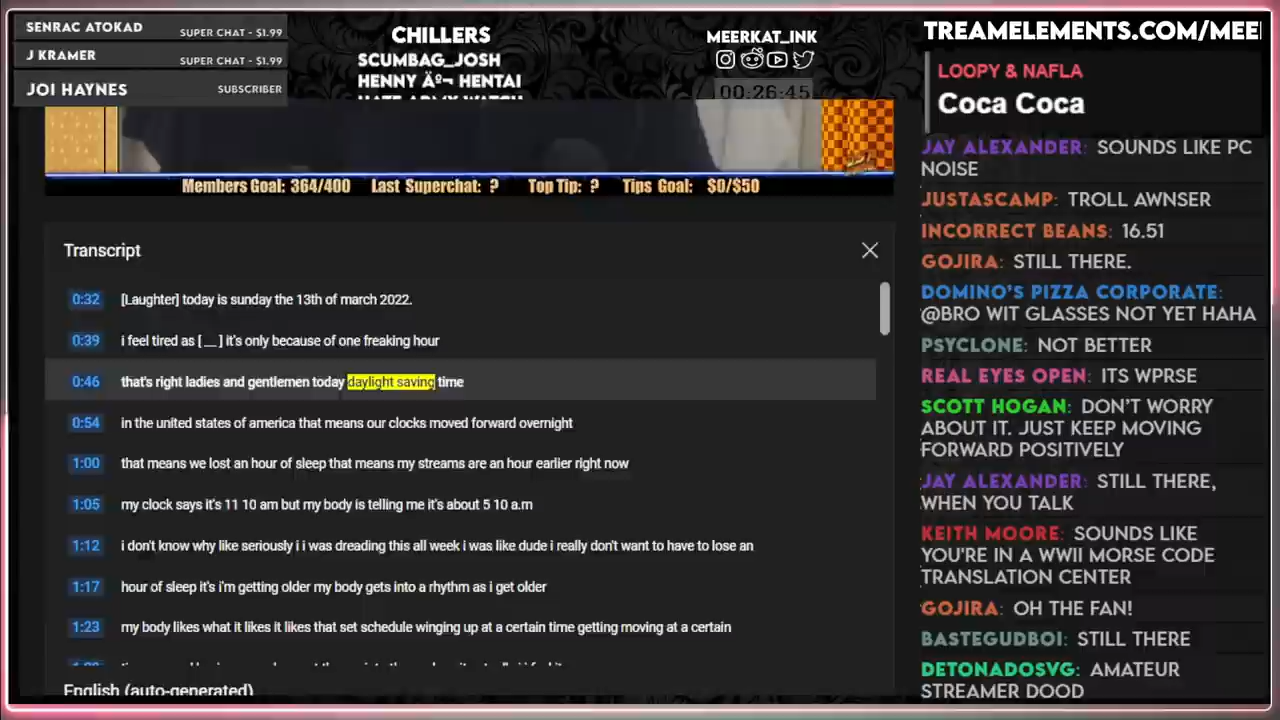 SENRAC ATOKAD SUPER CHAT - $1.99
J KRAMER SUPER CHAT - $1.99
JOI HAYNES SUBSCRIBER
CHILLERS
SCUMBAG_JOSH
HENNY Äº¬ HENTAI
MEERKAT_INK
00:26:45
TREAMELEMENTS.COM/MEE
LOOPY & NAFLA
Coca Coca
Members Goal: 364/400 Last Superchat: ? Top Tip: ? Tips Goal: $0/$50
Transcript
0:32 [Laughter] today is sunday the 13th of march 2022.
0:39 i feel tired as [ __ ] it's only because of one freaking hour
0:46 that's right ladies and gentlemen today daylight saving time
0:54 in the united states of america that means our clocks moved forward overnight
1:00 that means we lost an hour of sleep that means my streams are an hour earlier right now
1:05 my clock says it's 11 10 am but my body is telling me it's about 5 10 a.m
1:12 i don't know why like seriously i i was dreading this all week i was like dude i really don't want to have to lose an
1:17 hour of sleep it's i'm getting older my body gets into a rhythm as i get older
1:23 my body likes what it likes it likes that set schedule winging up at a certain time getting moving at a certain
English (auto-generated)
JAY ALEXANDER: SOUNDS LIKE PC
NOISE
JUSTASCAMP: TROLL AWNSER
INCORRECT BEANS: 16.51
GOJIRA: STILL THERE.
DOMINO'S PIZZA CORPORATE:
@BRO WIT GLASSES NOT YET HAHA
PSYCLONE: NOT BETTER
REAL EYES OPEN: ITS WPRSE
SCOTT HOGAN: DON'T WORRY
ABOUT IT. JUST KEEP MOVING
FORWARD POSITIVELY
JAY ALEXANDER: STILL THERE,
WHEN YOU TALK
KEITH MOORE: SOUNDS LIKE
YOU'RE IN A WWII MORSE CODE
TRANSLATION CENTER
GOJIRA: OH THE FAN!
BASTEGUDBOI: STILL THERE
DETONADOSVG: AMATEUR
STREAMER DOOD